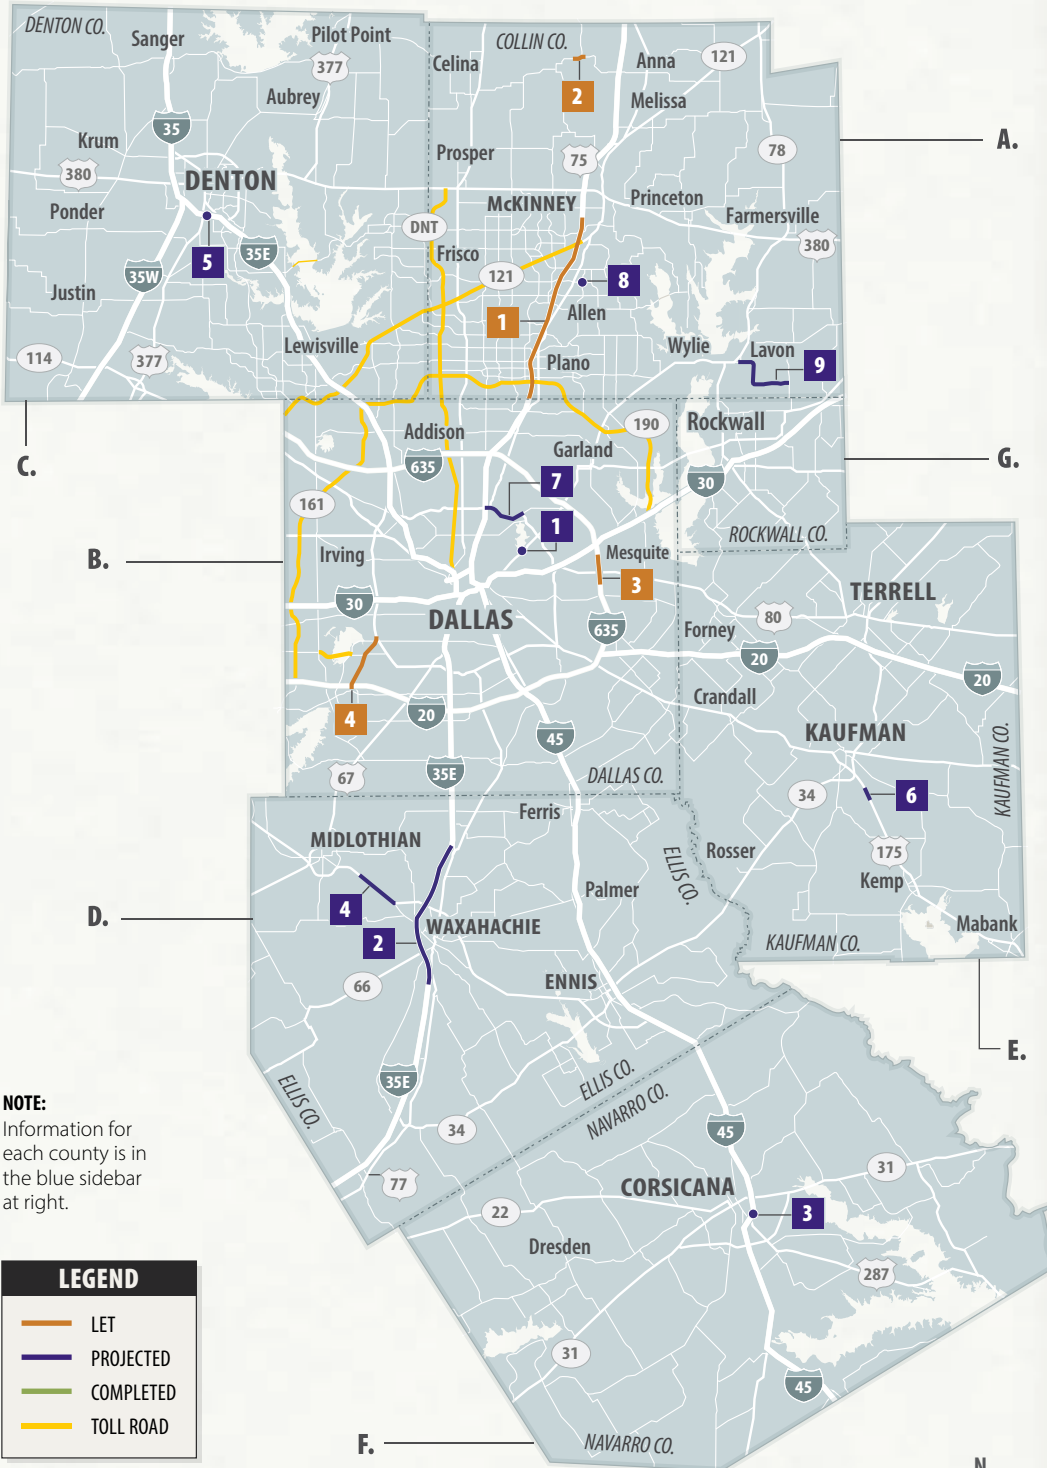 DENTON CO.
Sanger
Pilot Point
377
Aubrey
35
Krum
380
DENTON
Ponder
5
35E
35W
Justin
114
377
Lewisville
COLLIN CO.
Celina
2
Anna
121
Melissa
Prosper
75
78
McKINNEY
Princeton
Farmersville
380
DNT
Frisco
121
8
1
Allen
Plano
Wylie
Lavon
9
A.
C.
Addison
635
190
Garland
Rockwall
30
G.
161
7
1
ROCKWALL CO.
B.
Irving
Mesquite
3
30
DALLAS
635
TERRELL
80
Forney
20
20
Crandall
4
20
45
KAUFMAN
KAUFMAN CO.
67
35E
DALLAS CO.
34
6
175
Rosser
Kemp
Mabank
KAUFMAN CO.
E.
Ferris
MIDLOTHIAN
ELLIS CO.
Palmer
4
2
WAXAHACHIE
D.
66
ENNIS
35E
ELLIS CO.
ELLIS CO.
NAVARRO CO.
34
77
45
31
CORSICANA
22
3
Dresden
287
31
45
F.
NAVARRO CO.
N
NOTE:
Information for
each county is in
the blue sidebar
at right.
LEGEND
LET
PROJECTED
COMPLETED
TOLL ROAD